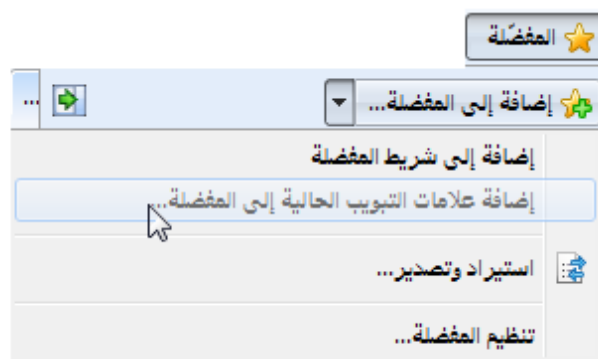 المفضّلة
إضافة إلى المفضلة... ...
إضافة إلى شريط المفضلة
إضافة علامات التبويب الحالية إلى المفضلة...
استيراد وتصدير...
تنظيم المفضلة...